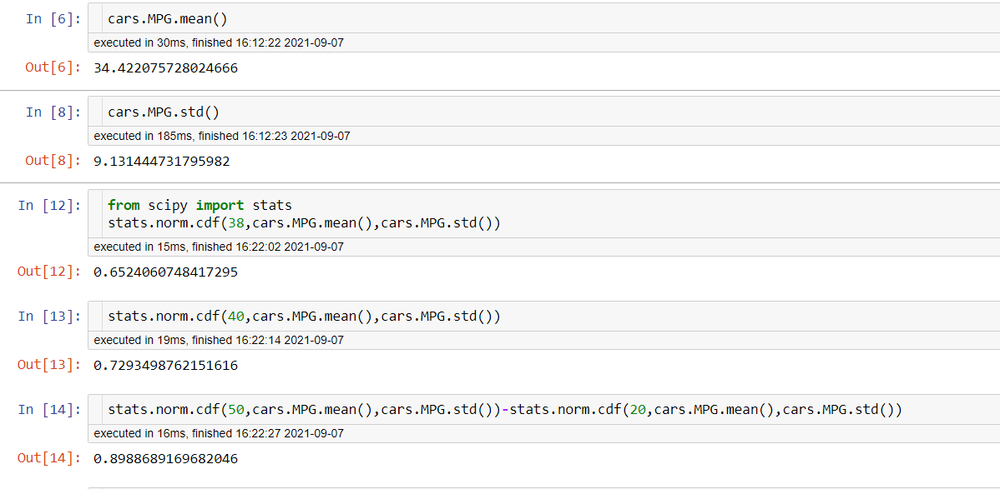 In [6]: cars.MPG.mean()
executed in 30ms, finished 16:12:22 2021-09-07
Out[6]: 34.422075728024666
In [8]: cars.MPG.std()
executed in 185ms, finished 16:12:23 2021-09-07
Out[8]: 9.131444731795982
In [12]: from scipy import stats
stats.norm.cdf(38,cars.MPG.mean(),cars.MPG.std())
executed in 15ms, finished 16:22:02 2021-09-07
Out[12]: 0.6524060748417295
In [13]: stats.norm.cdf(40,cars.MPG.mean(),cars.MPG.std())
executed in 19ms, finished 16:22:14 2021-09-07
Out[13]: 0.7293498762151616
In [14]: stats.norm.cdf(50,cars.MPG.mean(),cars.MPG.std())-stats.norm.cdf(20,cars.MPG.mean(),cars.MPG.std())
executed in 16ms, finished 16:22:27 2021-09-07
Out[14]: 0.8988689169682046